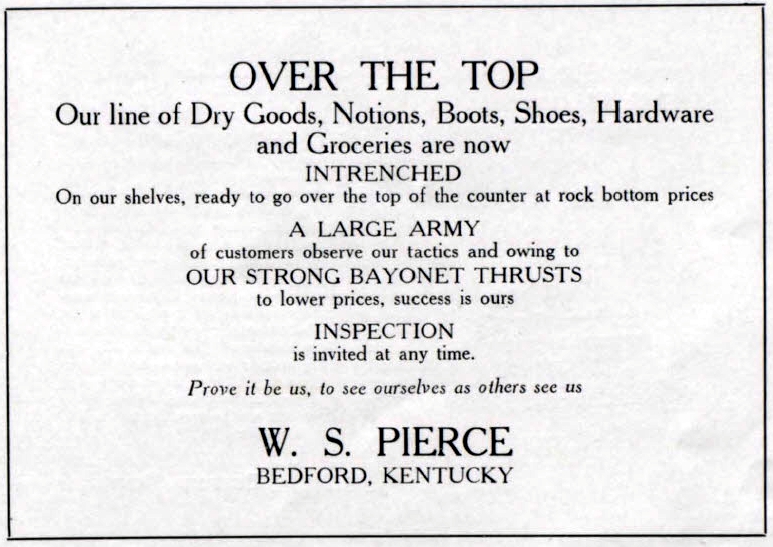 OVER THE TOP
Our line of Dry Goods, Notions, Boots, Shoes, Hardware
and Groceries are now
INTRENCHED
On our shelves, ready to go over the top of the counter at rock bottom prices
A LARGE ARMY
of customers observe our tactics and owing to
OUR STRONG BAYONET THRUSTS
to lower prices, success is ours
INSPECTION
is invited at any time.
Prove it be us, to see ourselves as others see us
W. S. PIERCE
BEDFORD, KENTUCKY